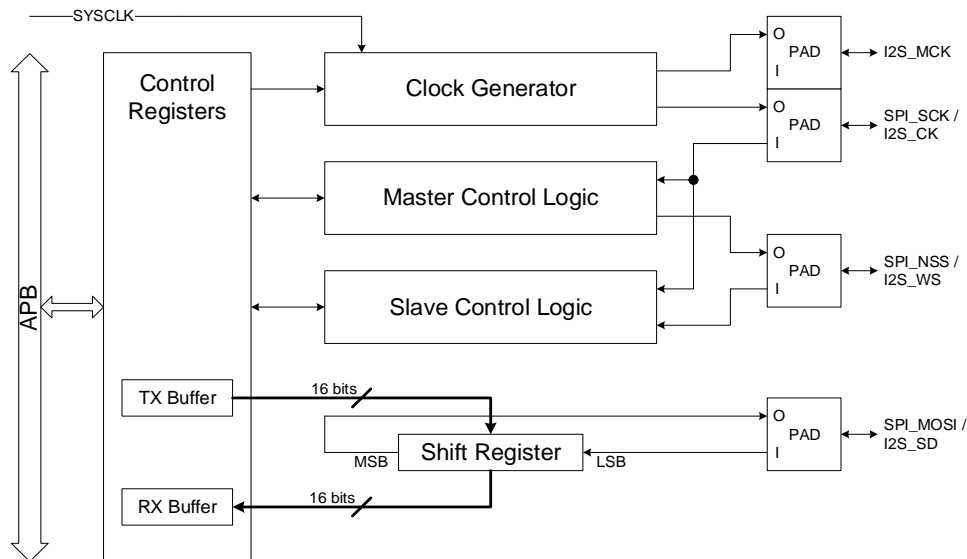 SYSCLK
APB
Control
Registers
Clock Generator
Master Control Logic
Slave Control Logic
TX Buffer
16 bits
MSB
Shift Register
LSB
RX Buffer
16 bits
O
PAD
I
I2S_MCK
O
PAD
I
SPI_SCK /
I2S_CK
O
PAD
I
SPI_NSS /
I2S_WS
O
PAD
I
SPI_MOSI /
I2S_SD